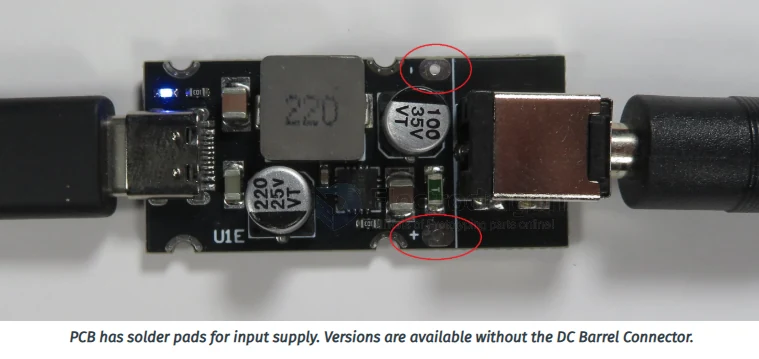 -
220
100
35V
VT
220
25V
VT
U1E
+
PCB has solder pads for input supply. Versions are available without the DC Barrel Connector.